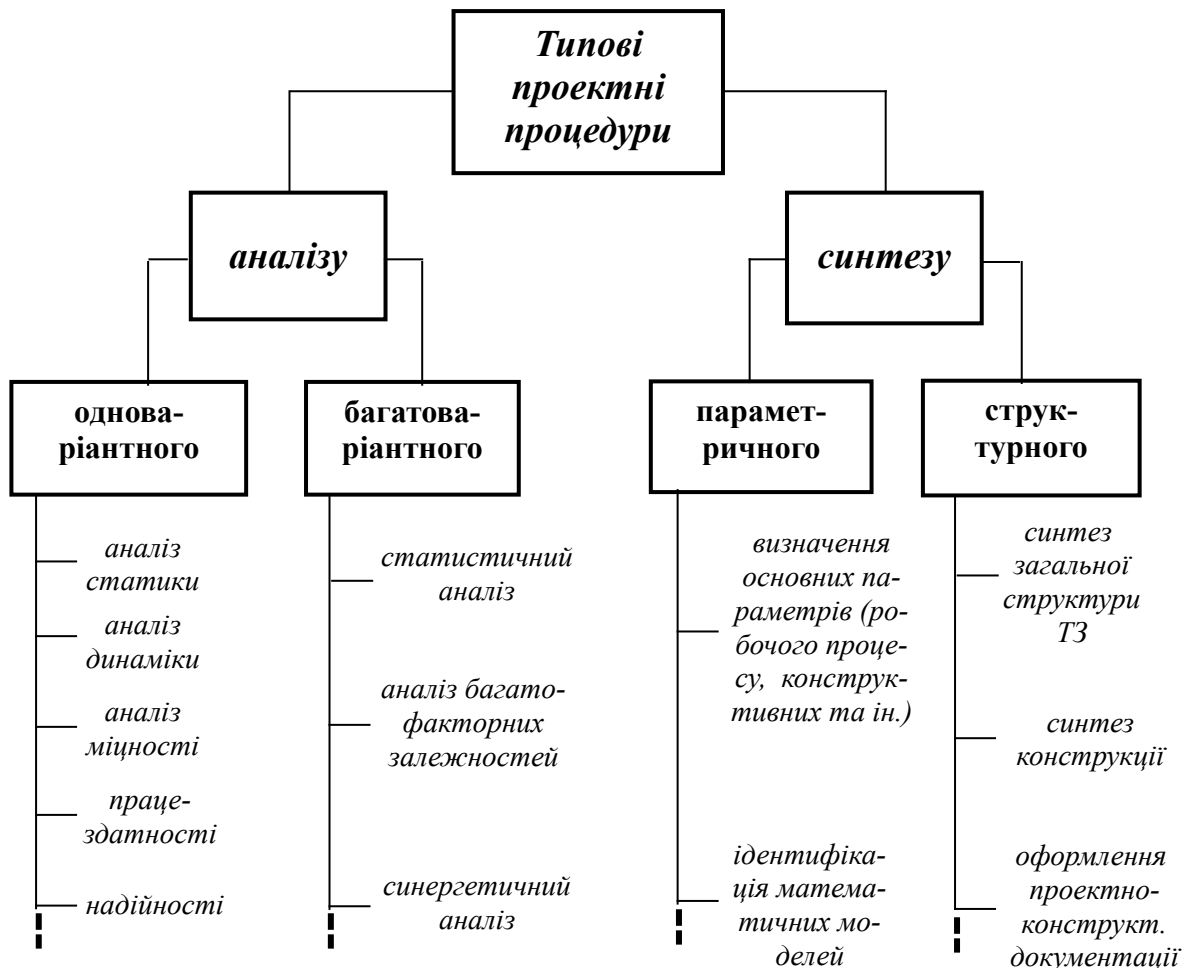 Типові
проектні
процедури
аналізу
синтезу
однова-
ріантного
багатова-
ріантного
парамет-
ричного
струк-
турного
аналіз
статики
аналіз
динаміки
аналіз
міцності
праце-
здатності
надійності
статистичний
аналіз
аналіз багато-
факторних
залежностей
синергетичний
аналіз
визначення
основних па-
раметрів (ро-
бочого проце-
су, конструк-
тивних та ін.)
ідентифіка-
ція матема-
тичних мо-
делей
синтез
загальної
структури
ТЗ
синтез
конструкції
оформлення
проектно-
конструкт.
документації